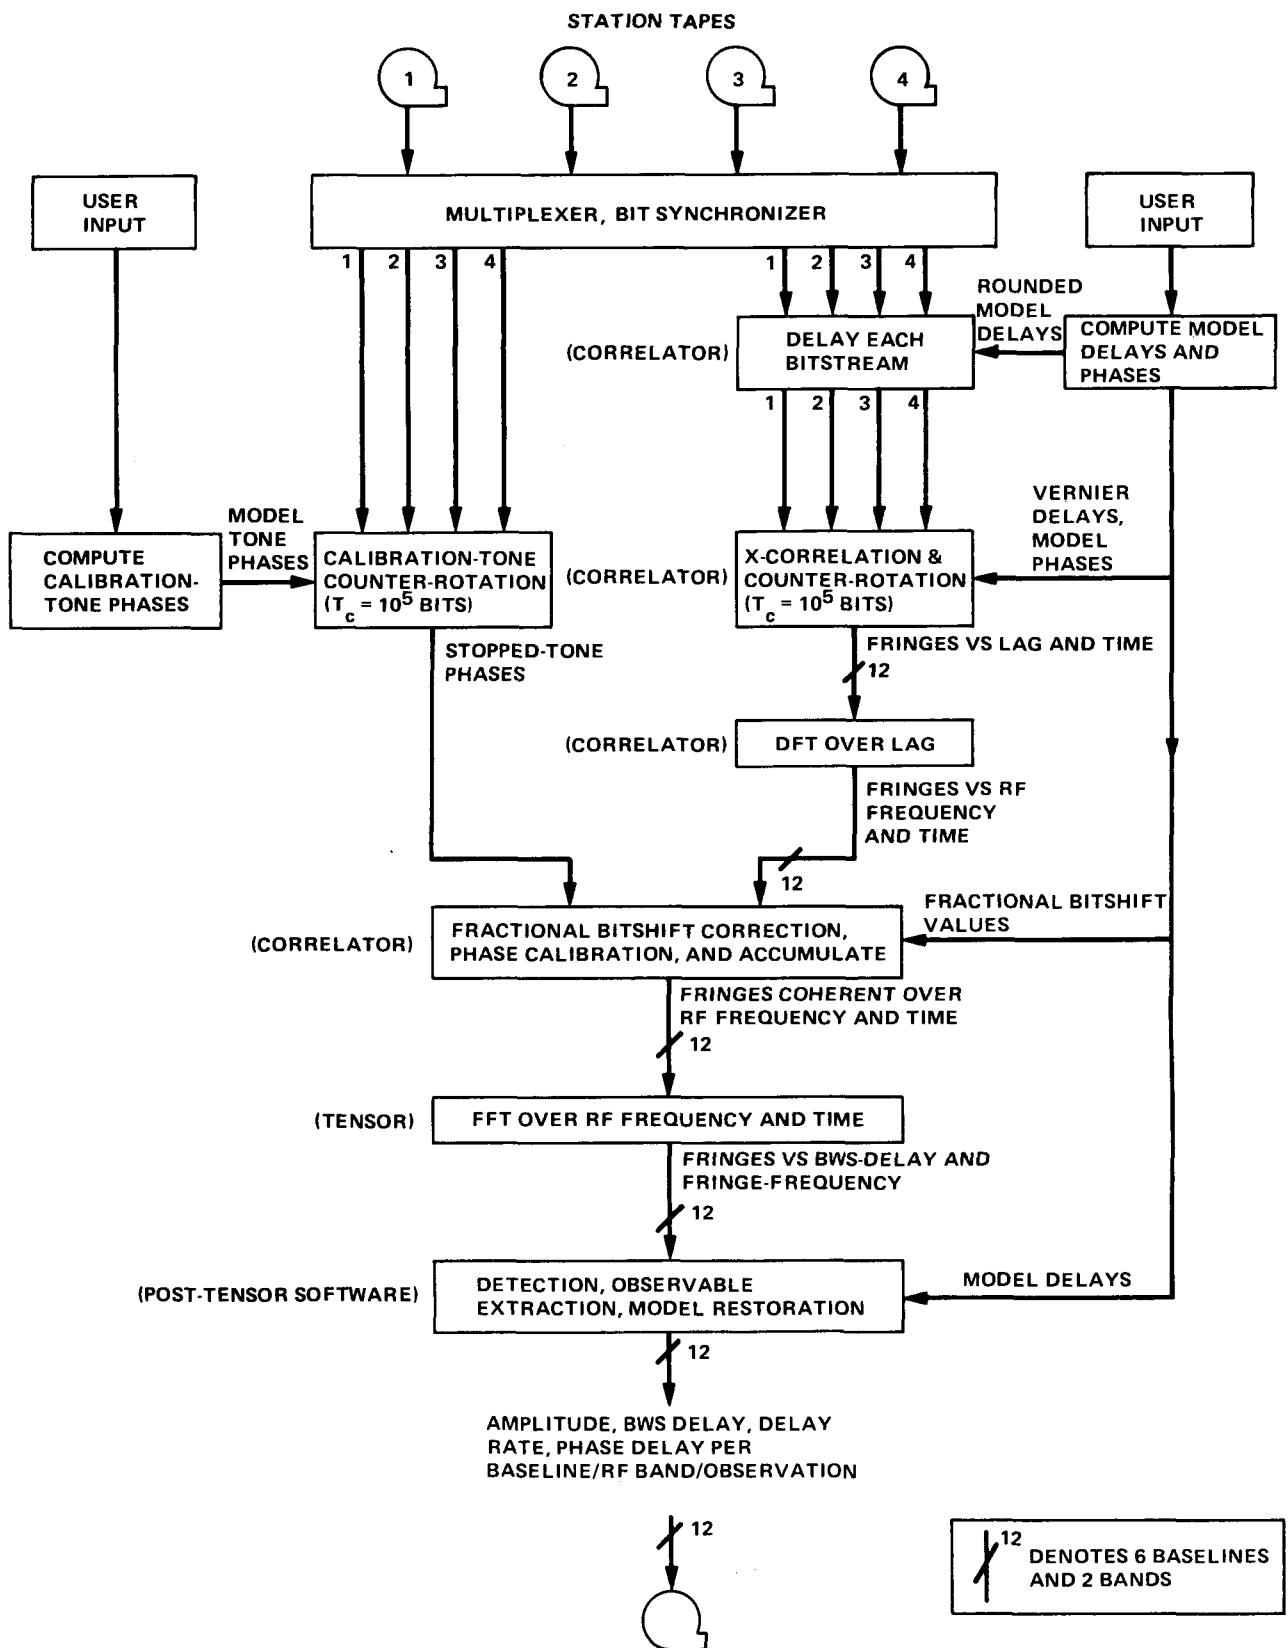 STATION TAPES
1
2
3
4
USER
INPUT
MULTIPLEXER, BIT SYNCHRONIZER
USER
INPUT
1
2
3
4
1
2
3
4
ROUNDED
MODEL
DELAYS
(CORRELATOR)
DELAY EACH
BITSTREAM
COMPUTE MODEL
DELAYS AND
PHASES
1
2
3
4
MODEL
TONE
PHASES
VERNIER
DELAYS,
MODEL
PHASES
COMPUTE
CALIBRATION-
TONE PHASES
CALIBRATION-TONE
COUNTER-ROTATION
(T_c = 10^5 BITS)
(CORRELATOR)
X-CORRELATION &
COUNTER-ROTATION
(T_c = 10^5 BITS)
STOPPED-TONE
PHASES
FRINGES VS LAG AND TIME
12
(CORRELATOR)
DFT OVER LAG
FRINGES VS RF
FREQUENCY
AND TIME
12
(CORRELATOR)
FRACTIONAL BITSHIFT CORRECTION,
PHASE CALIBRATION, AND ACCUMULATE
FRACTIONAL BITSHIFT
VALUES
FRINGES COHERENT OVER
RF FREQUENCY AND TIME
12
(TENSOR)
FFT OVER RF FREQUENCY AND TIME
FRINGES VS BWS-DELAY AND
FRINGE-FREQUENCY
12
(POST-TENSOR SOFTWARE)
DETECTION, OBSERVABLE
EXTRACTION, MODEL RESTORATION
MODEL DELAYS
12
AMPLITUDE, BWS DELAY, DELAY
RATE, PHASE DELAY PER
BASELINE/RF BAND/OBSERVATION
12
12
DENOTES 6 BASELINES
AND 2 BANDS